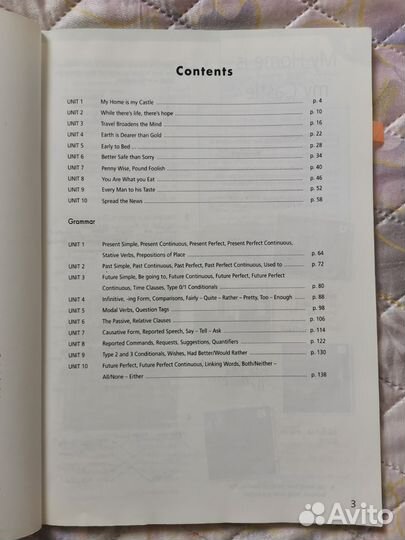 Contents
UNIT 1 My Home is my Castle p. 4
UNIT 2 While there's life, there's hope p. 10
UNIT 3 Travel Broadens the Mind p. 16
UNIT 4 Earth is Dearer than Gold p. 22
UNIT 5 Early to Bed p. 28
UNIT 6 Better Safe than Sorry p. 34
UNIT 7 Penny Wise, Pound Foolish p. 40
UNIT 8 You Are What you Eat p. 46
UNIT 9 Every Man to his Taste p. 52
UNIT 10 Spread the News p. 58
Grammar
UNIT 1 Present Simple, Present Continuous, Present Perfect, Present Perfect Continuous,
Stative Verbs, Prepositions of Place p. 64
UNIT 2 Past Simple, Past Continuous, Past Perfect, Past Perfect Continuous, Used to p. 72
UNIT 3 Future Simple, Be going to, Future Continuous, Future Perfect, Future Perfect
Continuous, Time Clauses, Type 0/1 Conditionals p. 80
UNIT 4 Infinitive, -ing Form, Comparisons, Fairly – Quite – Rather – Pretty, Too – Enough p. 88
UNIT 5 Modal Verbs, Question Tags p. 98
UNIT 6 The Passive, Relative Clauses p. 106
UNIT 7 Causative Form, Reported Speech, Say – Tell – Ask p. 114
UNIT 8 Reported Commands, Requests, Suggestions, Quantifiers p. 122
UNIT 9 Type 2 and 3 Conditionals, Wishes, Had Better/Would Rather p. 130
UNIT 10 Future Perfect, Future Perfect Continuous, Linking Words, Both/Neither –
All/None – Either p. 138
3
Avito